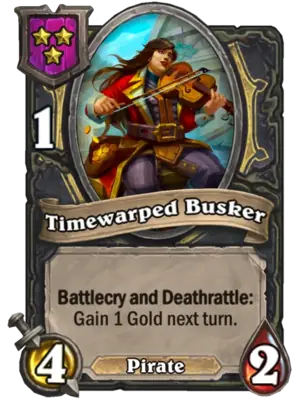 1
Timewarped Busker
Battlecry and Deathrattle:
Gain 1 Gold next turn.
4
Pirate
2